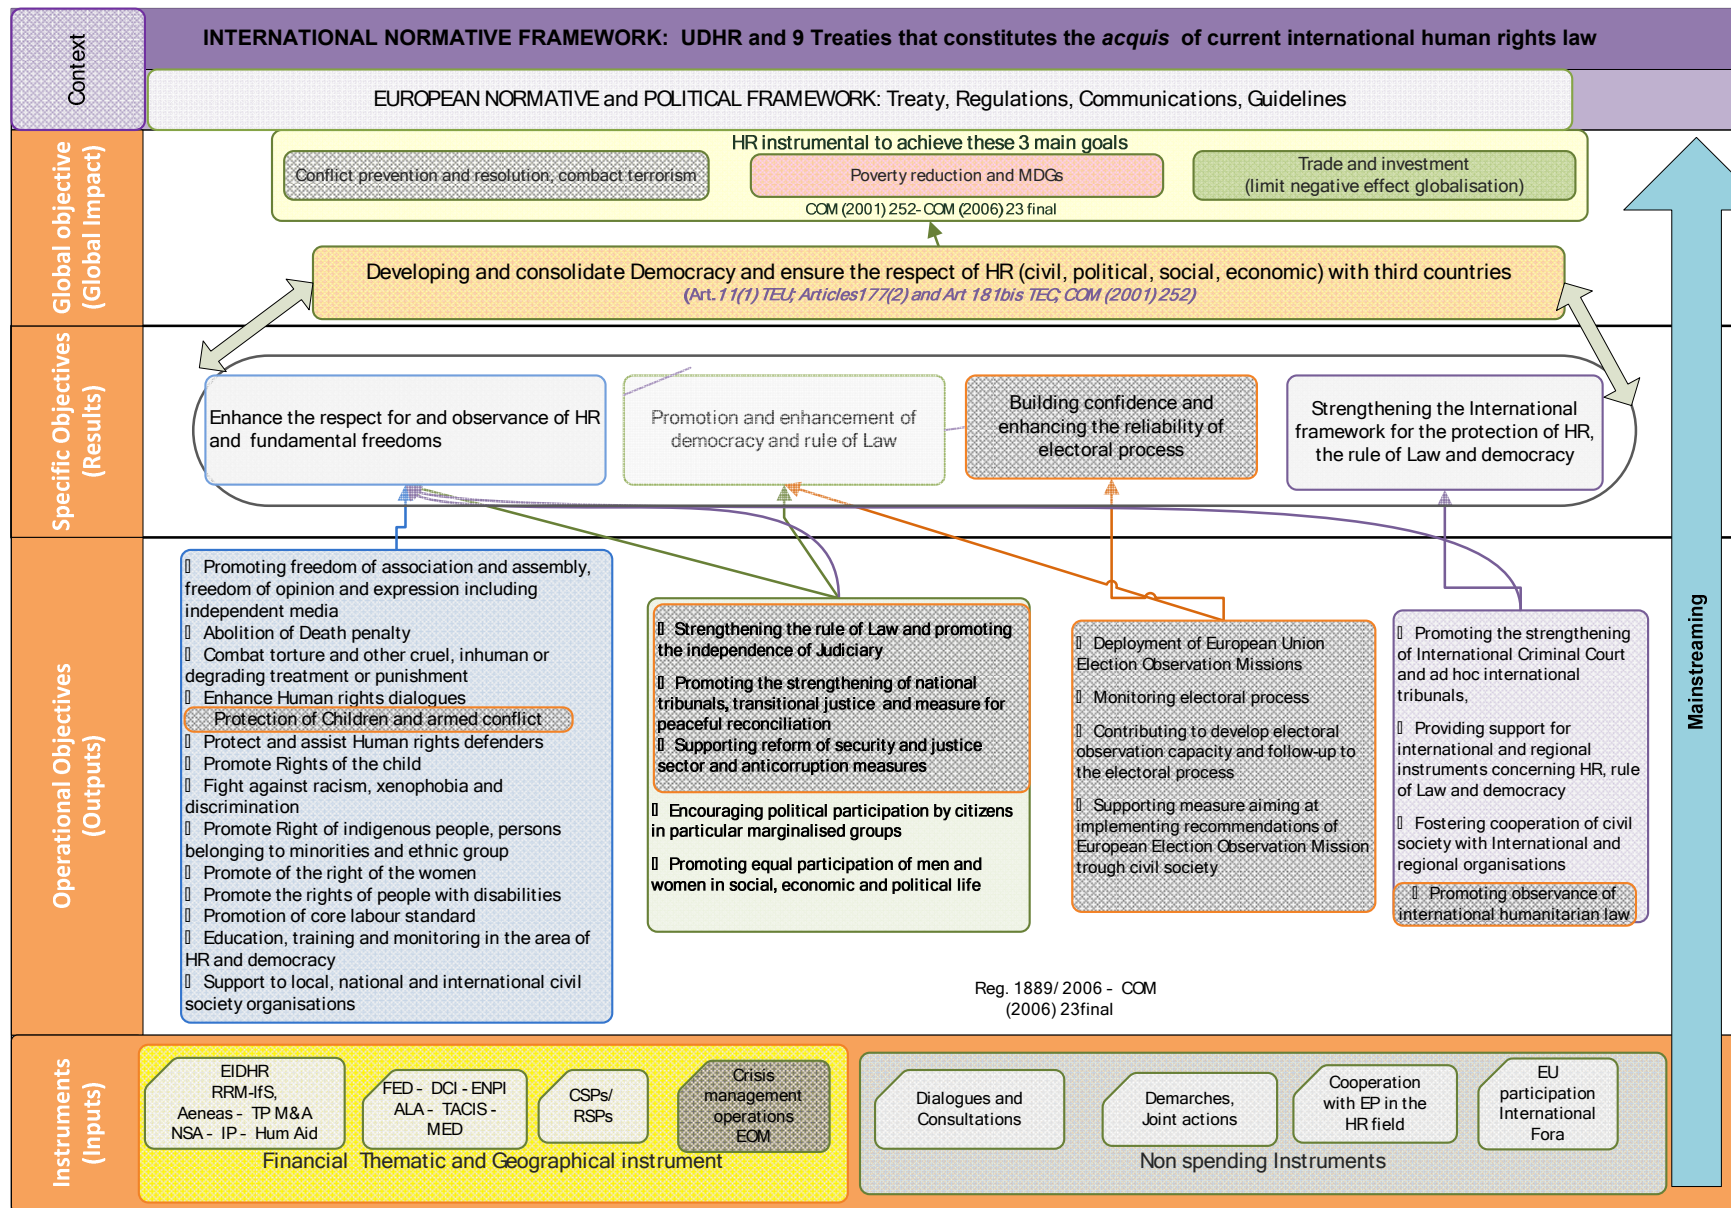 Context
INTERNATIONAL NORMATIVE FRAMEWORK: UDHR and 9 Treaties that constitutes the acquis of current international human rights law
EUROPEAN NORMATIVE and POLITICAL FRAMEWORK: Treaty, Regulations, Communications, Guidelines
Global objective
(Global Impact)
HR instrumental to achieve these 3 main goals
Conflict prevention and resolution, combact terrorism
Poverty reduction and MDGs
Trade and investment
(limit negative effect globalisation)
COM (2001) 252- COM (2006) 23 final
Developing and consolidate Democracy and ensure the respect of HR (civil, political, social, economic) with third countries
(Art. 11(1) TEU; Articles177(2) and Art 181bis TEC; COM (2001) 252)
Specific Objectives
(Results)
Enhance the respect for and observance of HR
and fundamental freedoms
Promotion and enhancement of
democracy and rule of Law
Building confidence and
enhancing the reliability of
electoral process
Strengthening the International
framework for the protection of HR,
the rule of Law and democracy
Operational Objectives
(Outputs)
Promoting freedom of association and assembly,
freedom of opinion and expression including
independent media
Abolition of Death penalty
Combat torture and other cruel, inhuman or
degrading treatment or punishment
Enhance Human rights dialogues
Protection of Children and armed conflict
Protect and assist Human rights defenders
Promote Rights of the child
Fight against racism, xenophobia and
discrimination
Promote Right of indigenous people, persons
belonging to minorities and ethnic group
Promote of the right of the women
Promote the rights of people with disabilities
Promotion of core labour standard
Education, training and monitoring in the area of
HR and democracy
Support to local, national and international civil
society organisations
Strengthening the rule of Law and promoting
the independence of Judiciary
Promoting the strengthening of national
tribunals, transitional justice and measure for
peaceful reconciliation
Supporting reform of security and justice
sector and anticorruption measures
Encouraging political participation by citizens
in particular marginalised groups
Promoting equal participation of men and
women in social, economic and political life
Deployment of European Union
Election Observation Missions
Monitoring electoral process
Contributing to develop electoral
observation capacity and follow-up to
the electoral process
Supporting measure aiming at
implementing recommendations of
European Election Observation Mission
trough civil society
Promoting the strengthening
of International Criminal Court
and ad hoc international
tribunals,
Providing support for
international and regional
instruments concerning HR, rule
of Law and democracy
Fostering cooperation of civil
society with International and
regional organisations
Promoting observance of
international humanitarian law
Reg. 1889/ 2006 - COM
(2006) 23final
Mainstreaming
Instruments
(Inputs)
EIDHR
RRM-IfS,
Aeneas - TP M&A
NSA - IP - Hum Aid
FED - DCI - ENPI
ALA - TACIS -
MED
CSPs/
RSPs
Crisis
management
operations
EOM
Financial Thematic and Geographical instrument
Dialogues and
Consultations
Demarches,
Joint actions
Cooperation
with EP in the
HR field
EU
participation
International
Fora
Non spending Instruments